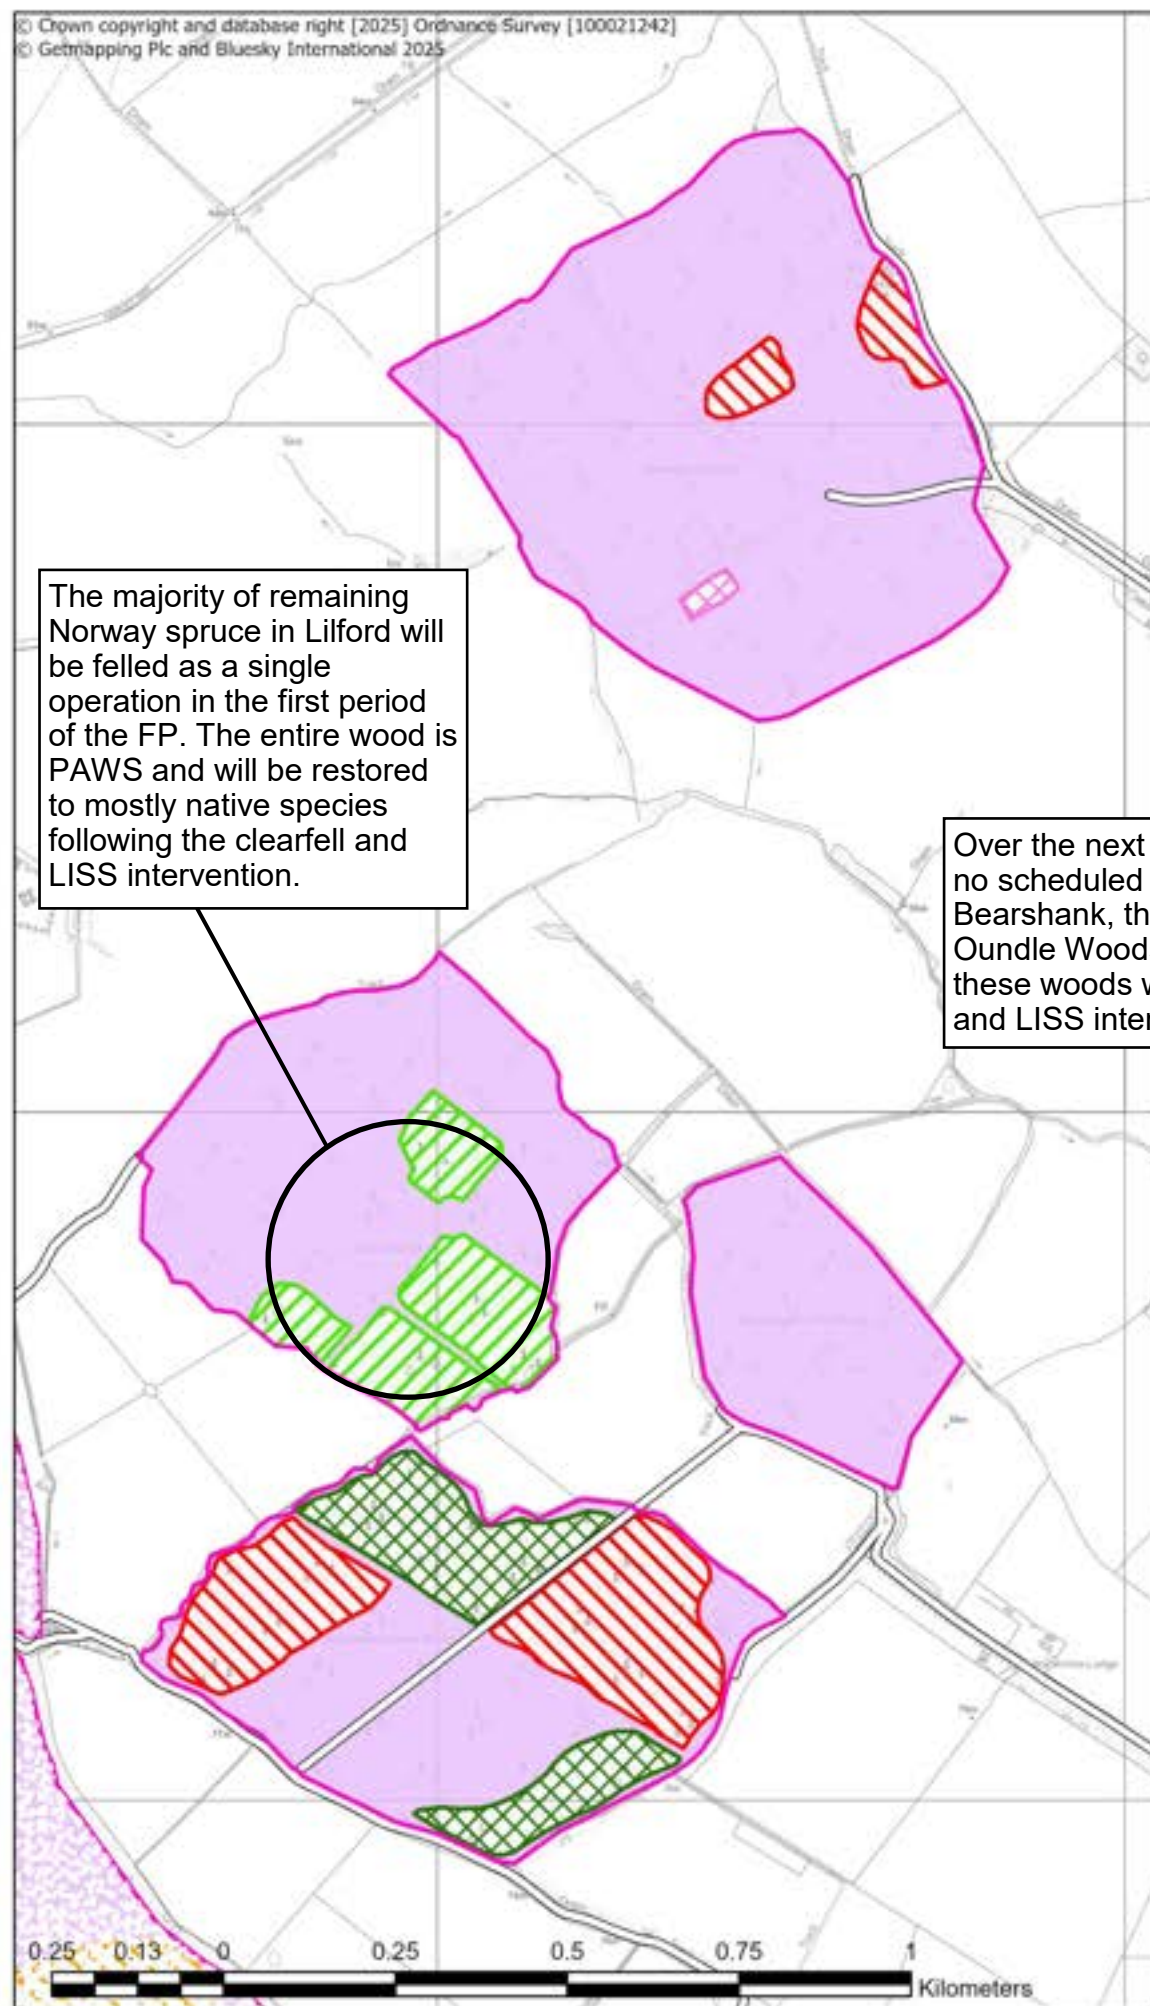 © Crown copyright and database right [2025] Ordnance Survey [100021242]
© Getmapping Plc and Bluesky International 2025
The majority of remaining
Norway spruce in Lilford will
be felled as a single
operation in the first period
of the FP. The entire wood is
PAWS and will be restored
to mostly native species
following the clearfell and
LISS intervention.
Over the next
no scheduled
Bearshank, th
Oundle Wood
these woods w
and LISS inter
0.25 0.13 0 0.25 0.5 0.75 1
Kilometers